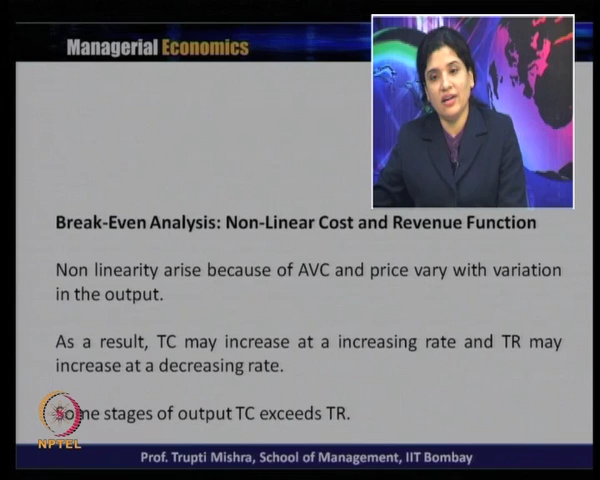 Managerial Economics
Break-Even Analysis: Non-Linear Cost and Revenue Function
Non linearity arise because of AVC and price vary with variation
in the output.
As a result, TC may increase at a increasing rate and TR may
increase at a decreasing rate.
Some stages of output TC exceeds TR.
NPTEL
Prof. Trupti Mishra, School of Management, IIT Bombay